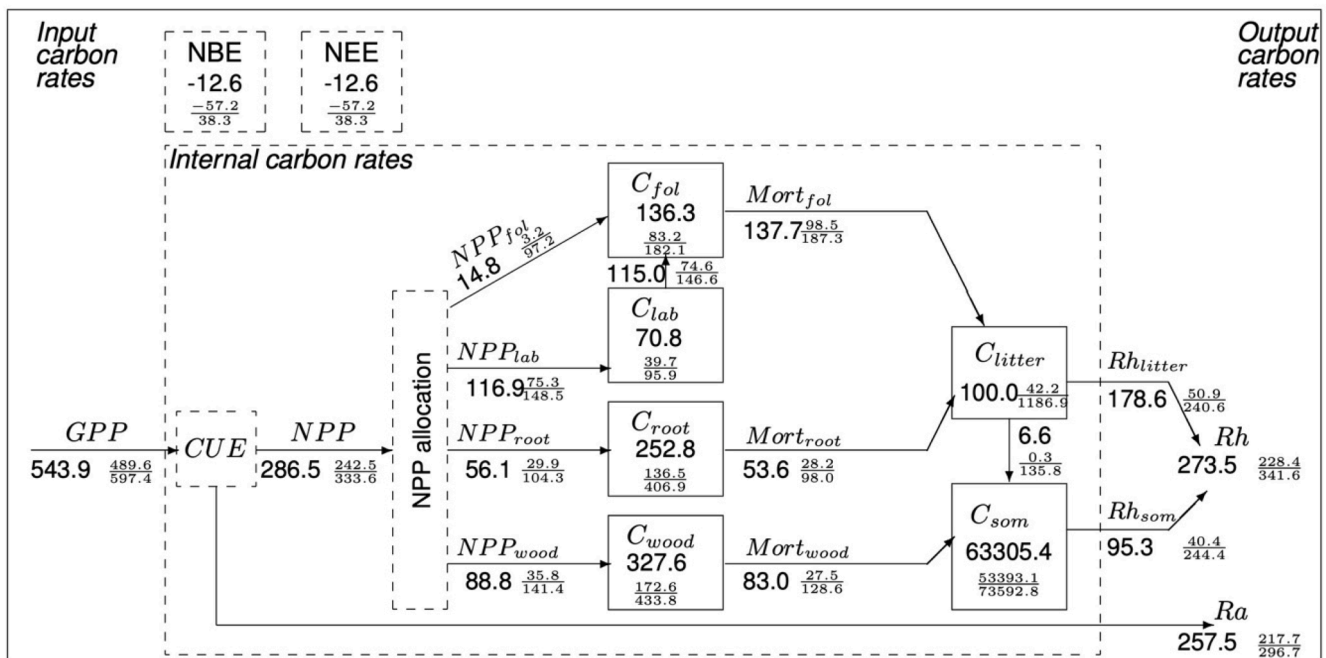 Input
carbon
rates
NBE
-12.6
-57.2
38.3
NEE
-12.6
-57.2
38.3
Output
carbon
rates
Internal carbon rates
GPP
543.9 489.6
597.4
CUE
NPP
286.5 242.5
333.6
NPP allocation
NPP_fol
14.8 3.2
97.2
NPP_lab
116.9 75.3
148.5
NPP_root
56.1 29.9
104.3
NPP_wood
88.8 35.8
141.4
C_fol
136.3
83.2
182.1
115.0 74.6
146.6
C_lab
70.8
39.7
95.9
C_root
252.8
136.5
406.9
C_wood
327.6
172.6
433.8
Mort_fol
137.7 98.5
187.3
Mort_root
53.6 28.2
98.0
Mort_wood
83.0 27.5
128.6
C_litter
100.0 42.2
1186.9
6.6
0.3
135.8
C_som
63305.4
53393.1
73592.8
Rh_litter
178.6 50.9
240.6
Rh
273.5 228.4
341.6
Rh_som
95.3 40.4
244.4
Ra
257.5 217.7
296.7